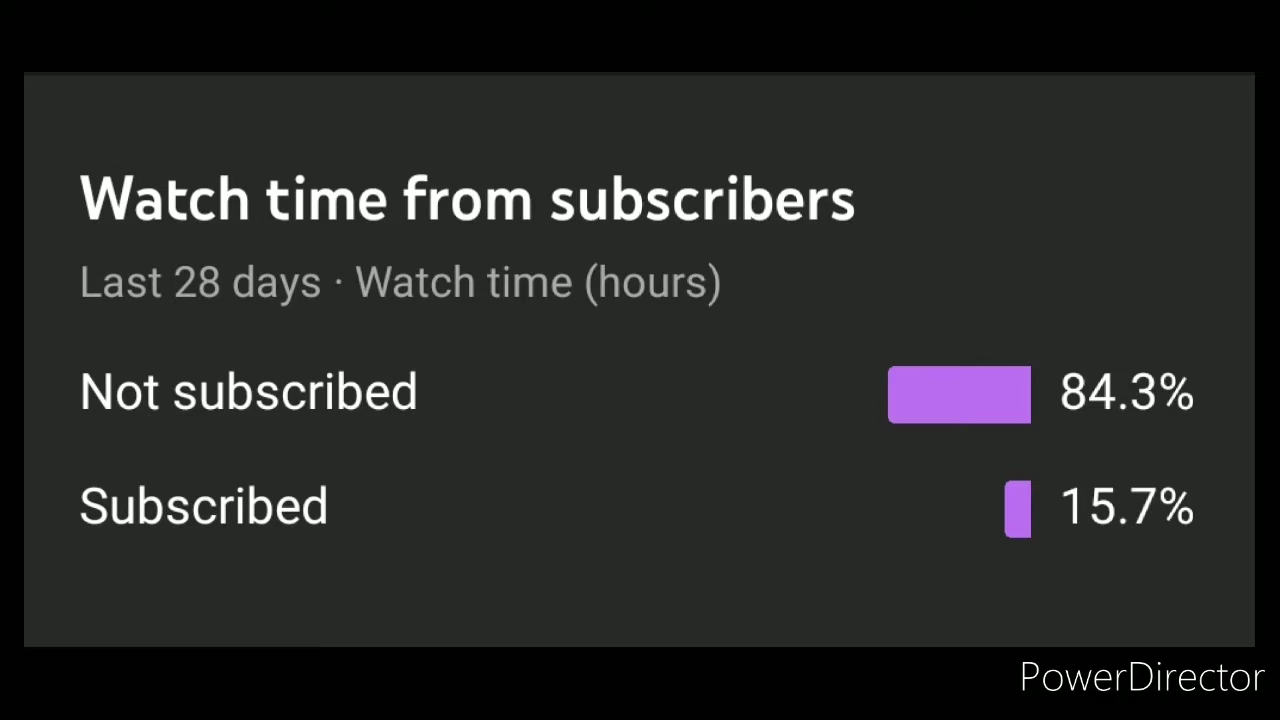 Watch time from subscribers
Last 28 days · Watch time (hours)
Not subscribed 84.3%
Subscribed 15.7%
PowerDirector